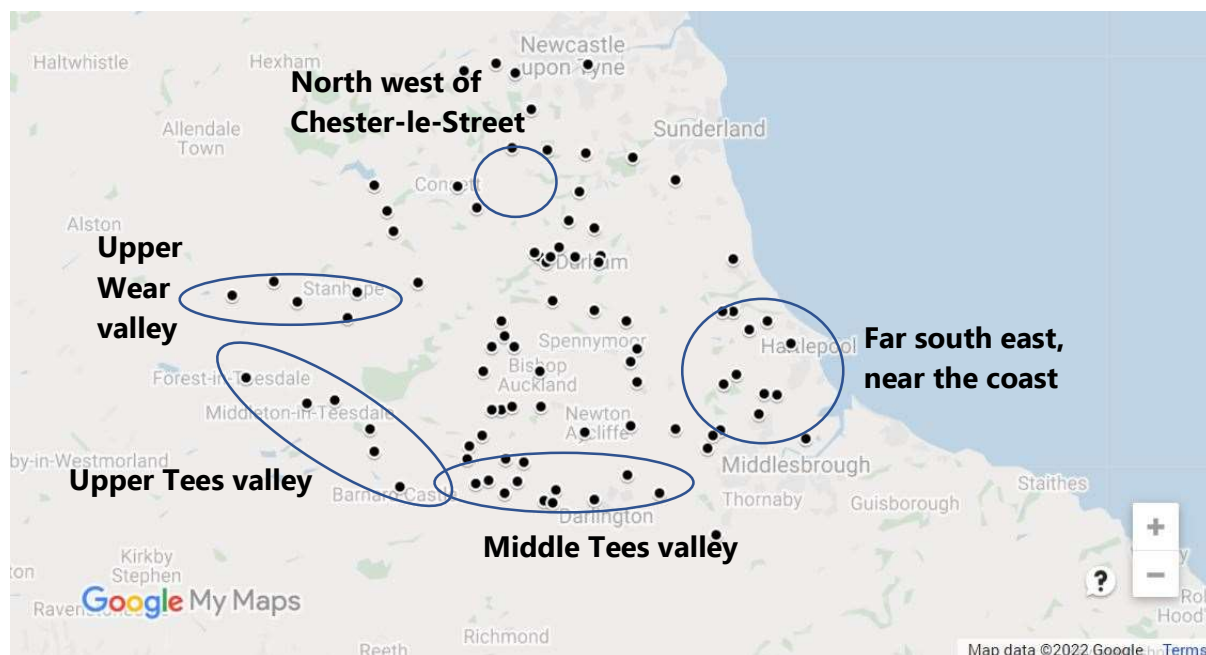 Newcastle
upon Tyne
Haltwhistle
Hexham
North west of
Chester-le-Street
Allendale
Town
Sunderland
Consett
Alston
Upper
Wear
valley
Stanhope
Durham
Spennymoor
Hartlepool
Far south east,
near the coast
Bishop
Auckland
Forest-in-Teesdale
Middleton-in-Teesdale
Newton
Aycliffe
by-in-Westmorland
Upper Tees valley
Barnard Castle
Middlesbrough
Thornaby
Guisborough
Staithes
Darlington
Middle Tees valley
Kirkby
Stephen
Google My Maps
Richmond
Reeth
+
−
?
Hood'
Map data ©2022 Google Terms